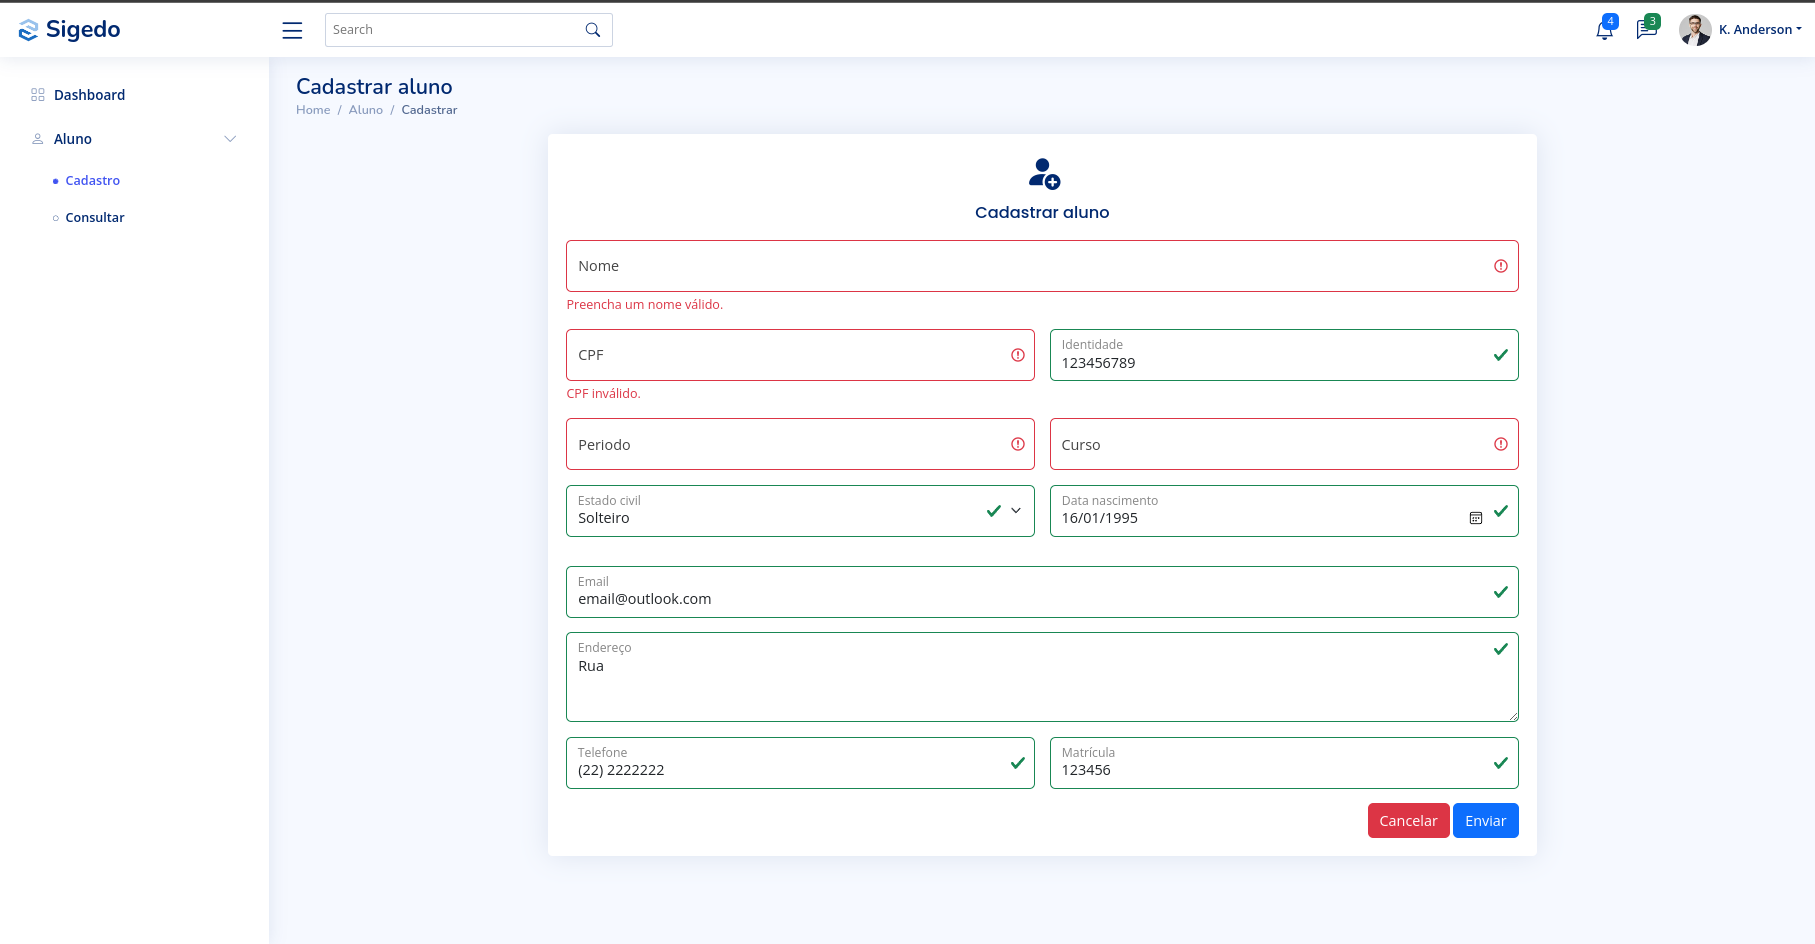 Sigedo
Search
4
3
K. Anderson
Dashboard
Aluno
Cadastro
Consultar
Cadastrar aluno
Home / Aluno / Cadastrar
Cadastrar aluno
Nome
Preencha um nome válido.
CPF
CPF inválido.
Identidade
123456789
Periodo
Curso
Estado civil
Solteiro
Data nascimento
16/01/1995
Email
email@outlook.com
Endereço
Rua
Telefone
(22) 2222222
Matrícula
123456
Cancelar
Enviar